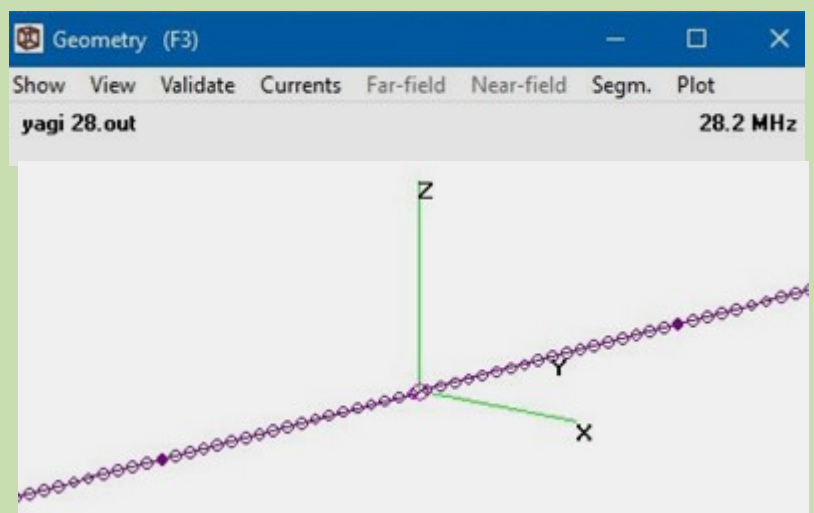 Geometry (F3)
Show View Validate Currents Far-field Near-field Segm. Plot
yagi 28.out 28.2 MHz
Z
Y
X